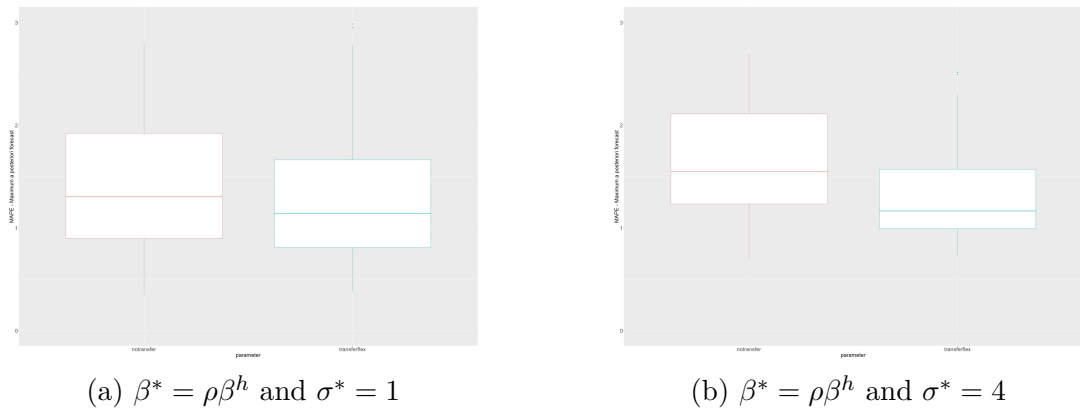 3
2
1
0
MAPE - Maximum a posteriori forecast
notransfer
transferflex
parameter
(a) β* = ρβ^h and σ* = 1
3
2
1
0
MAPE - Maximum a posteriori forecast
notransfer
transferflex
parameter
(b) β* = ρβ^h and σ* = 4